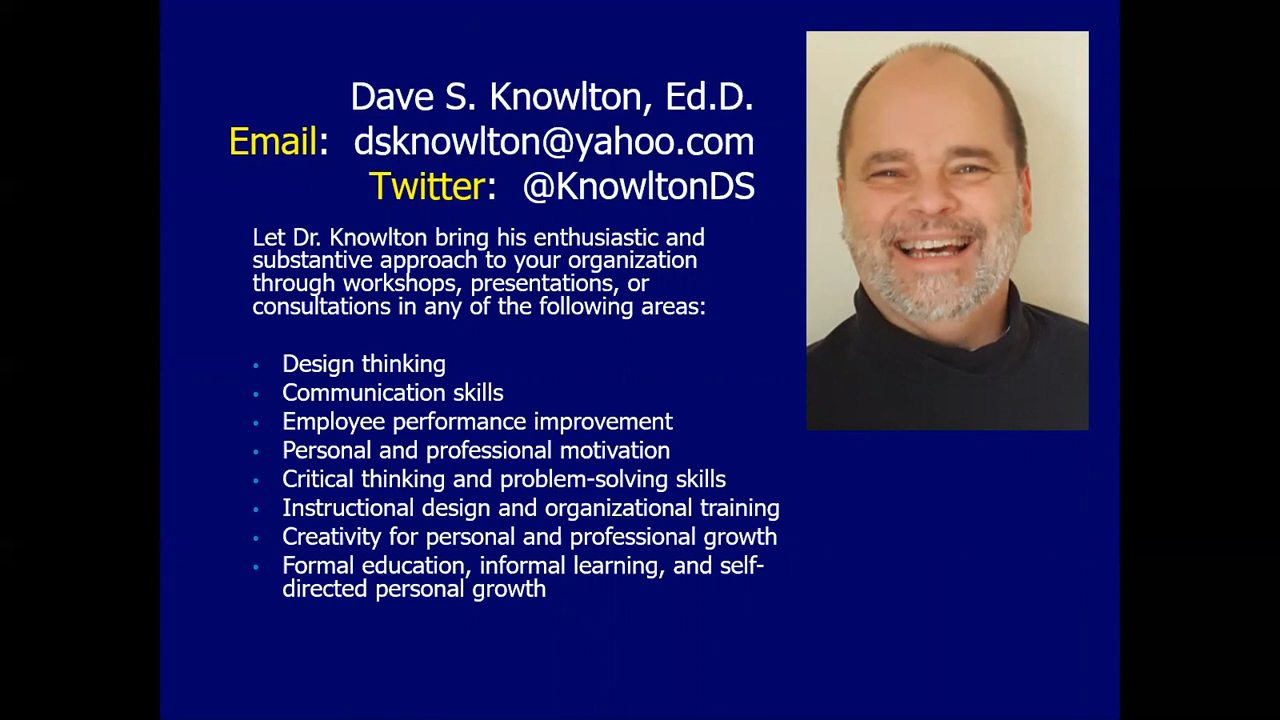 Dave S. Knowlton, Ed.D.
Email: dsknowlton@yahoo.com
Twitter: @KnowltonDS
Let Dr. Knowlton bring his enthusiastic and
substantive approach to your organization
through workshops, presentations, or
consultations in any of the following areas:
• Design thinking
• Communication skills
• Employee performance improvement
• Personal and professional motivation
• Critical thinking and problem-solving skills
• Instructional design and organizational training
• Creativity for personal and professional growth
• Formal education, informal learning, and self-
directed personal growth